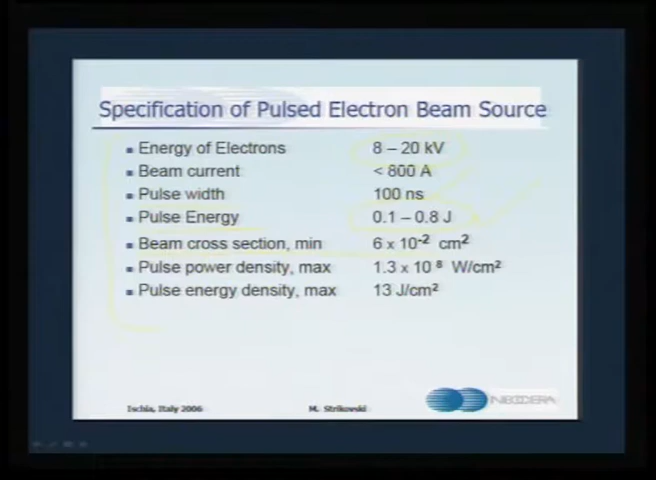 Specification of Pulsed Electron Beam Source
Energy of Electrons 8 – 20 kV
Beam current < 800 A
Pulse width 100 ns
Pulse Energy 0.1 – 0.8 J
Beam cross section, min 6 x 10⁻² cm²
Pulse power density, max 1.3 x 10⁸ W/cm²
Pulse energy density, max 13 J/cm²
Ischia, Italy 2006 M. Strikovski
NEOCERA